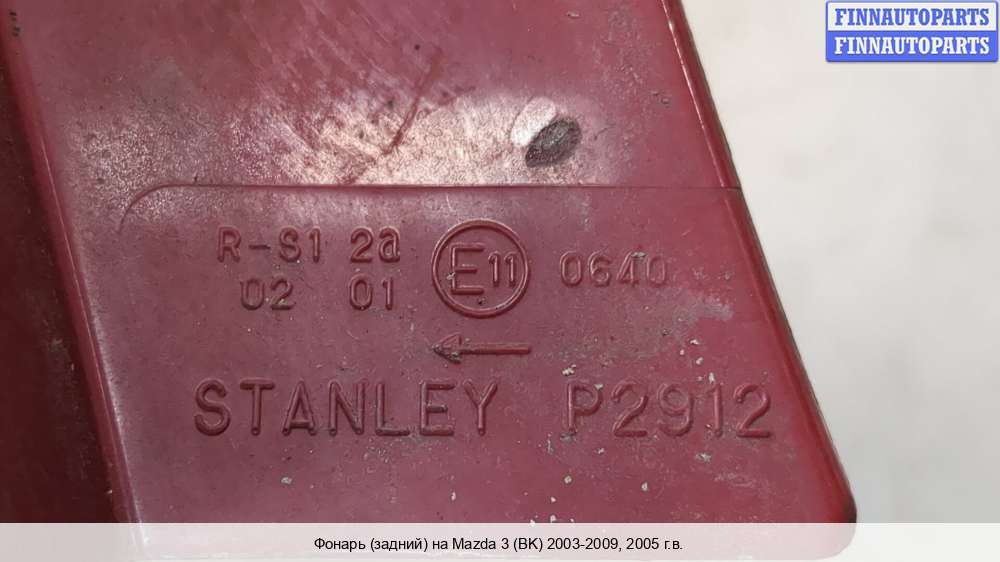 FINNAUTOPARTS
FINNAUTOPARTS
R-S1 2a
02 01
E11
0640
STANLEY P2912
Фонарь (задний) на Mazda 3 (BK) 2003-2009, 2005 г.в.